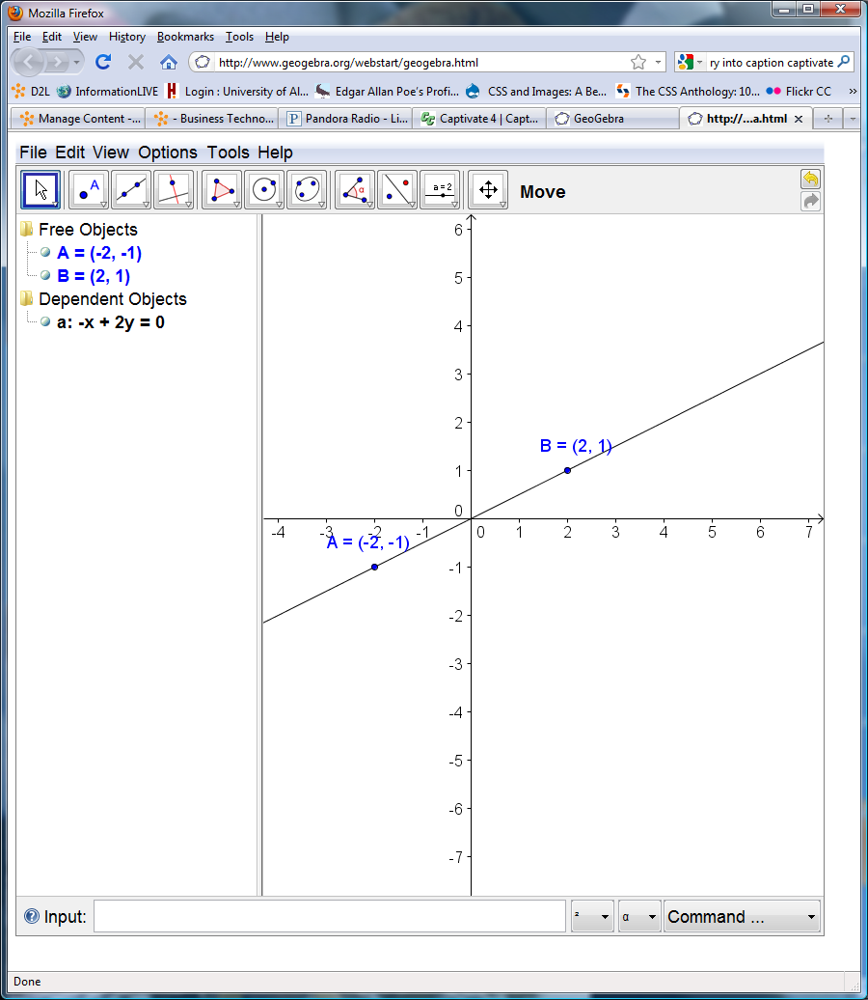 Mozilla Firefox
File Edit View History Bookmarks Tools Help
http://www.geogebra.org/webstart/geogebra.html ry into caption captivate
D2L InformationLIVE Login : University of Al... Edgar Allan Poe's Profi... CSS and Images: A Be... The CSS Anthology: 10... Flickr CC »
Manage Content -... - Business Techno... Pandora Radio - Li... Captivate 4 | Capt... GeoGebra http://...a.html
File Edit View Options Tools Help
A α a=2 Move
Free Objects
A = (-2, -1)
B = (2, 1)
Dependent Objects
a: -x + 2y = 0
6
5
4
3
2
B = (2, 1)
1
0
-4 -3 -2 -1 0 1 2 3 4 5 6 7
A = (-2, -1)
-1
-2
-3
-4
-5
-6
-7
Input: ² α Command ...
Done